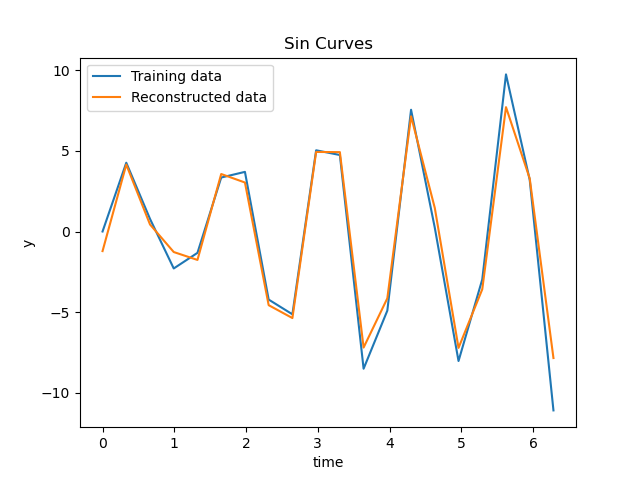 Sin Curves
Training data
Reconstructed data
10
5
0
−5
−10
y
0 1 2 3 4 5 6
time